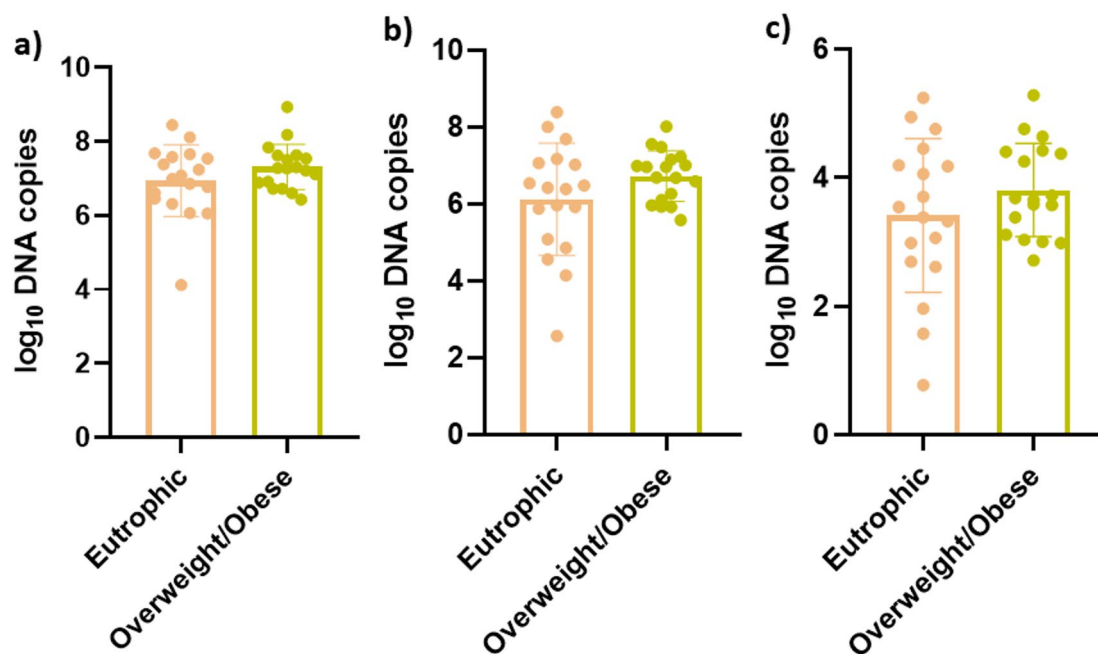 a)
log₁₀ DNA copies
10
8
6
4
2
0
Eutrophic
Overweight/Obese
b)
log₁₀ DNA copies
10
8
6
4
2
0
Eutrophic
Overweight/Obese
c)
log₁₀ DNA copies
6
4
2
0
Eutrophic
Overweight/Obese